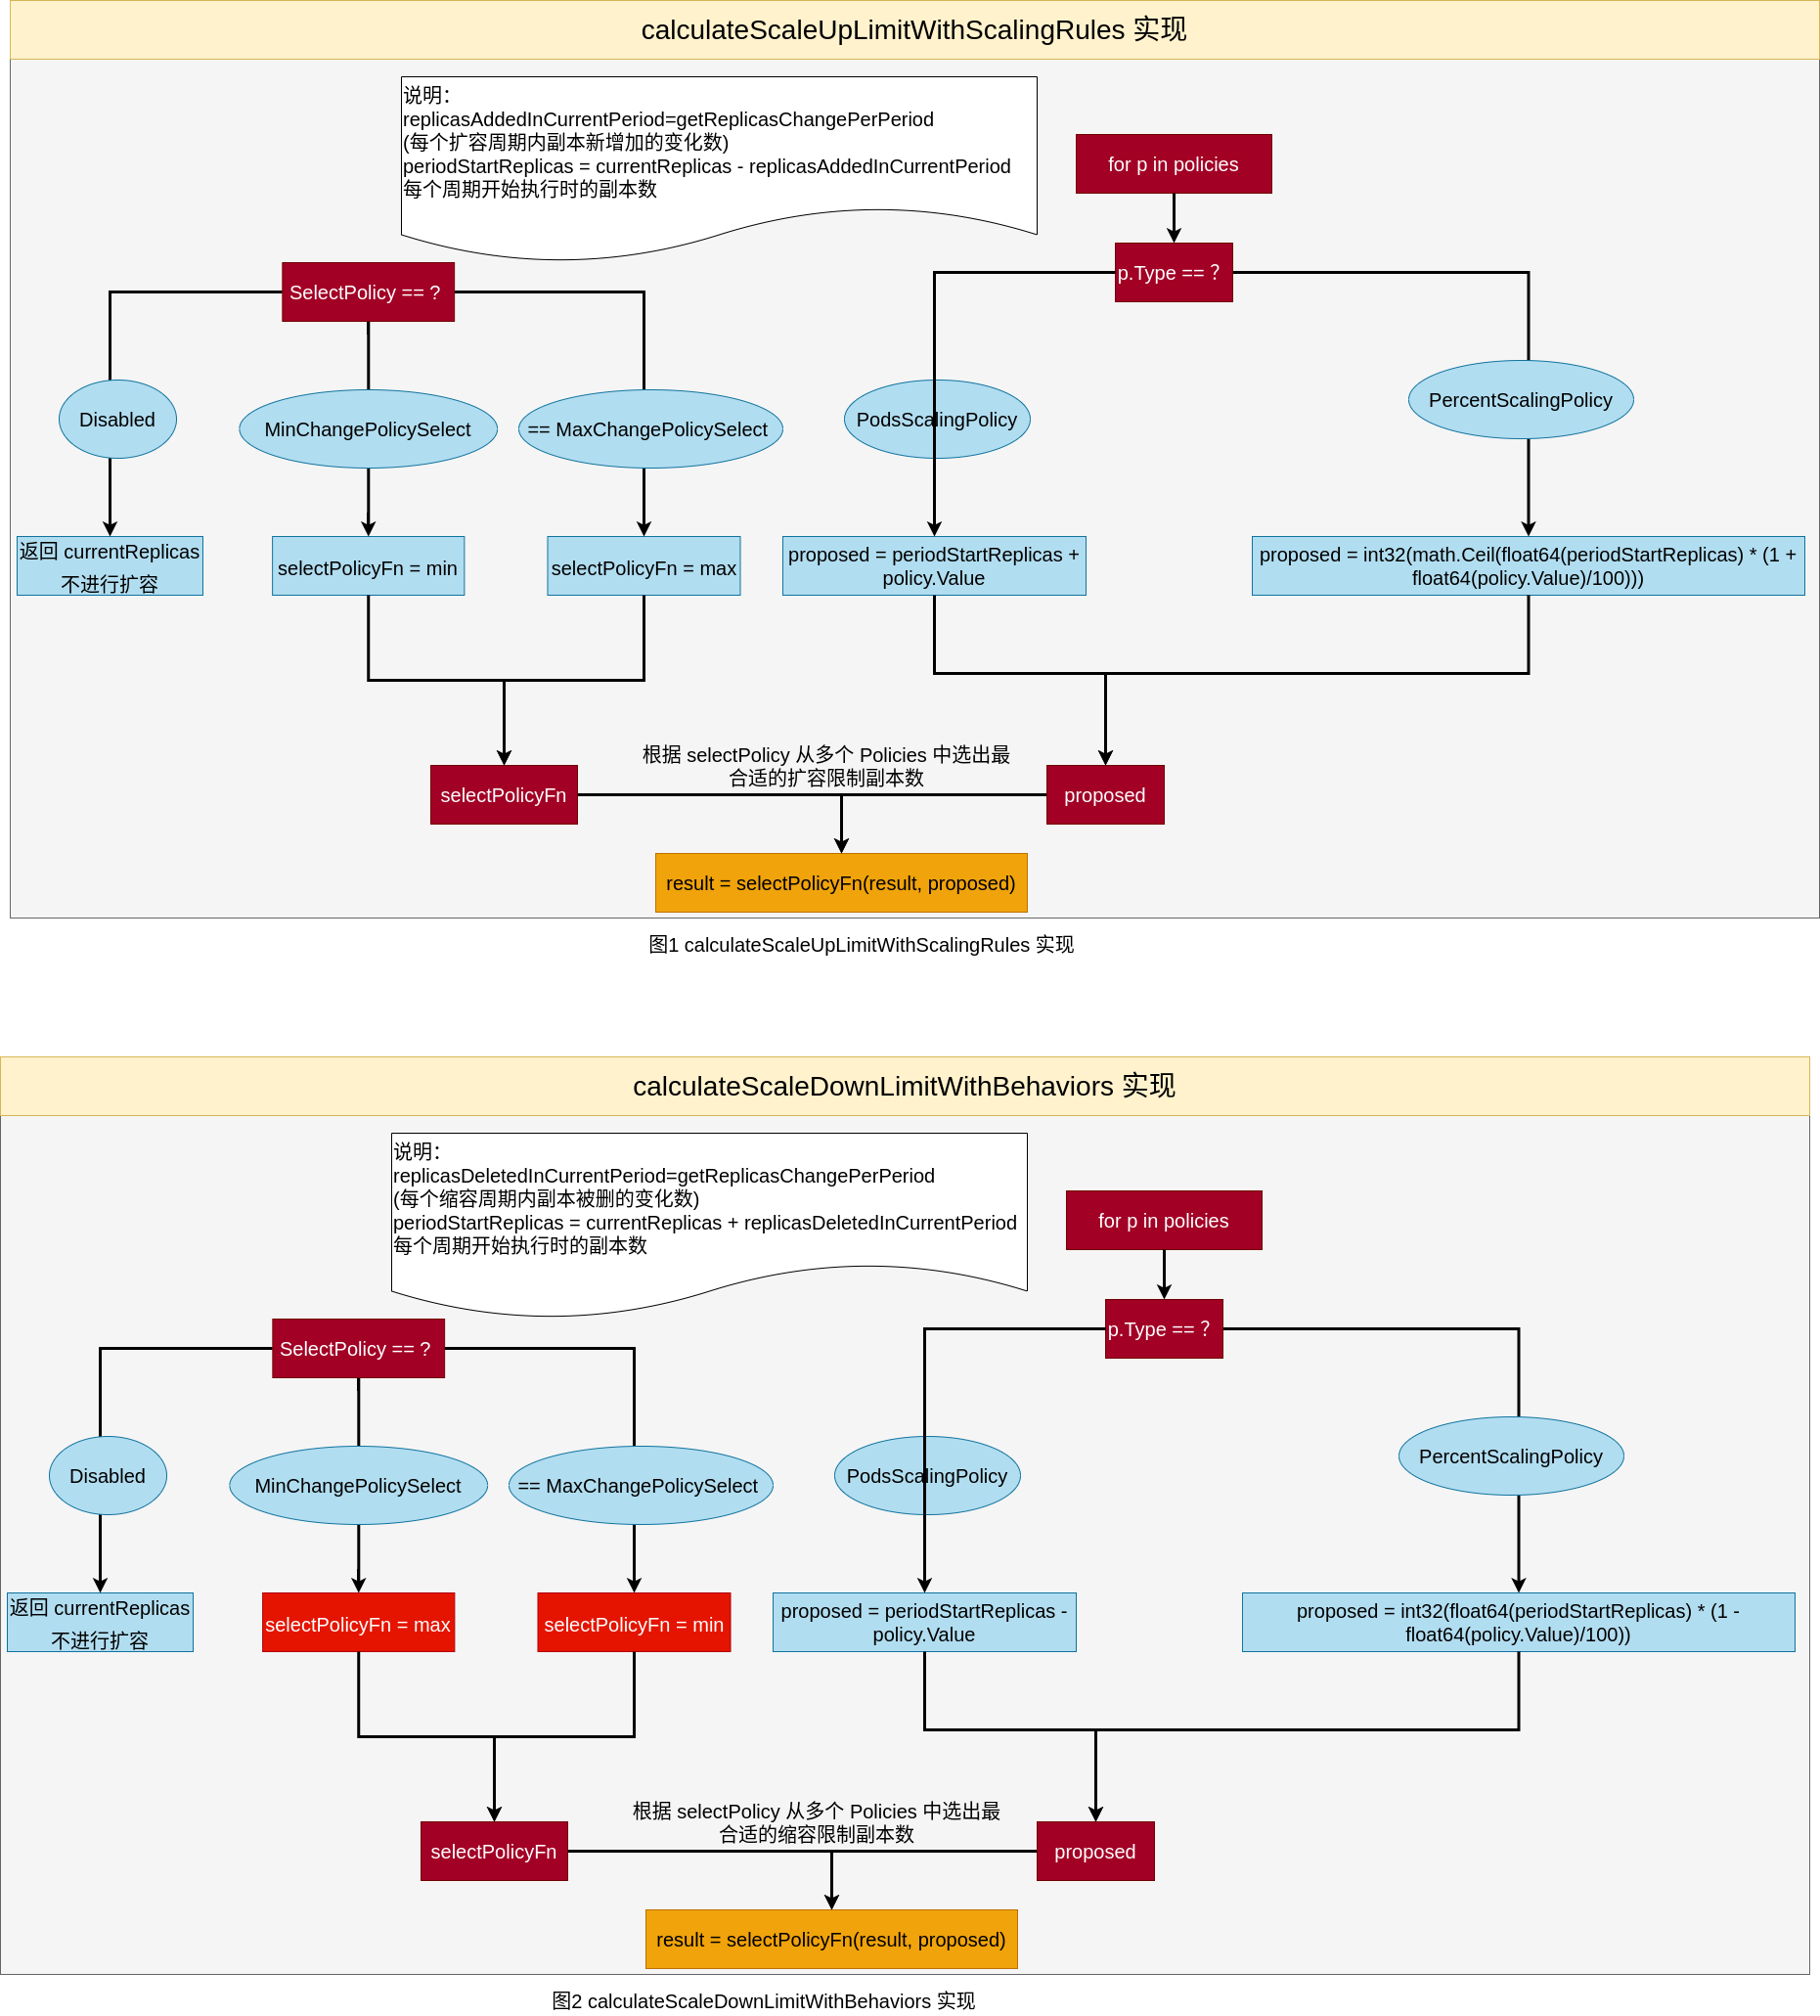 calculateScaleUpLimitWithScalingRules 实现
说明：
replicasAddedInCurrentPeriod=getReplicasChangePerPeriod
(每个扩容周期内副本新增加的变化数)
periodStartReplicas = currentReplicas - replicasAddedInCurrentPeriod
每个周期开始执行时的副本数
for p in policies
p.Type == ？
SelectPolicy == ?
Disabled
MinChangePolicySelect
== MaxChangePolicySelect
PodsScalingPolicy
PercentScalingPolicy
返回 currentReplicas
不进行扩容
selectPolicyFn = min
selectPolicyFn = max
proposed = periodStartReplicas +
policy.Value
proposed = int32(math.Ceil(float64(periodStartReplicas) * (1 +
float64(policy.Value)/100)))
根据 selectPolicy 从多个 Policies 中选出最
合适的扩容限制副本数
selectPolicyFn
proposed
result = selectPolicyFn(result, proposed)
图1 calculateScaleUpLimitWithScalingRules 实现
calculateScaleDownLimitWithBehaviors 实现
说明：
replicasDeletedInCurrentPeriod=getReplicasChangePerPeriod
(每个缩容周期内副本被删的变化数)
periodStartReplicas = currentReplicas + replicasDeletedInCurrentPeriod
每个周期开始执行时的副本数
for p in policies
p.Type == ？
SelectPolicy == ?
Disabled
MinChangePolicySelect
== MaxChangePolicySelect
PodsScalingPolicy
PercentScalingPolicy
返回 currentReplicas
不进行扩容
selectPolicyFn = max
selectPolicyFn = min
proposed = periodStartReplicas -
policy.Value
proposed = int32(float64(periodStartReplicas) * (1 -
float64(policy.Value)/100))
根据 selectPolicy 从多个 Policies 中选出最
合适的缩容限制副本数
selectPolicyFn
proposed
result = selectPolicyFn(result, proposed)
图2 calculateScaleDownLimitWithBehaviors 实现